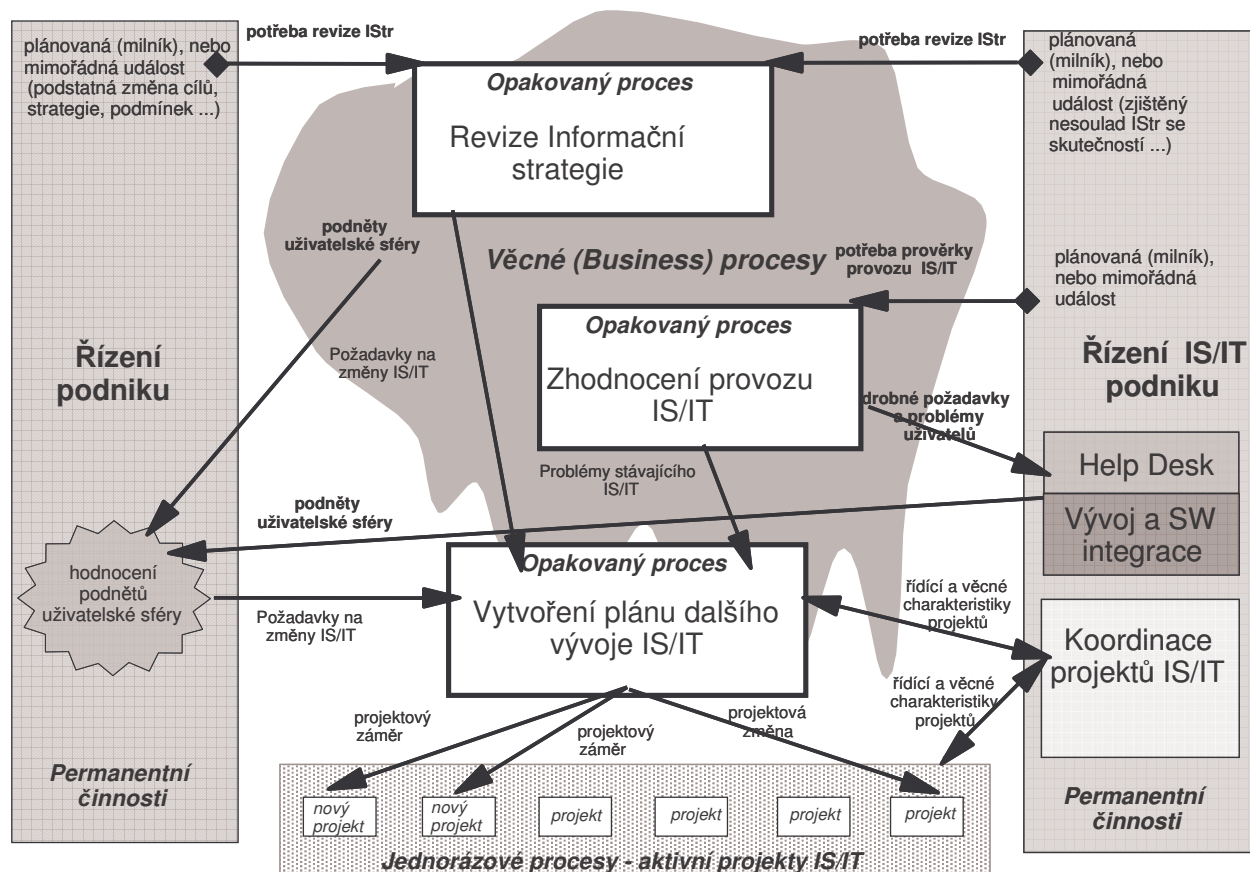 plánovaná (milník), nebo
mimořádná událost
(podstatná změna cílů,
strategie, podmínek ...)
potřeba revize IStr
potřeba revize IStr
plánovaná
(milník), nebo
mimořádná
událost (zjištěný
nesoulad IStr se
skutečností ...)
Opakovaný proces
Revize Informační
strategie
podněty
uživatelské sféry
Věcné (Business) procesy
potřeba prověrky
provozu IS/IT
plánovaná (milník),
nebo mimořádná
událost
Opakovaný proces
Zhodnocení provozu
IS/IT
Řízení
podniku
Požadavky na
změny IS/IT
Řízení IS/IT
podniku
drobné požadavky
a problémy
uživatelů
Help Desk
Problémy stávajícího
IS/IT
podněty
uživatelské sféry
Vývoj a SW
integrace
hodnocení
podnětů
uživatelské sféry
Opakovaný proces
Vytvoření plánu dalšího
vývoje IS/IT
Požadavky na
změny IS/IT
řídící a věcné
charakteristiky
projektů
Koordinace
projektů IS/IT
řídící a věcné
charakteristiky
projektů
projektový
záměr
projektový
záměr
projektová
změna
Permanentní
činnosti
Permanentní
činnosti
nový
projekt
nový
projekt
projekt
projekt
projekt
projekt
Jednorázové procesy - aktivní projekty IS/IT